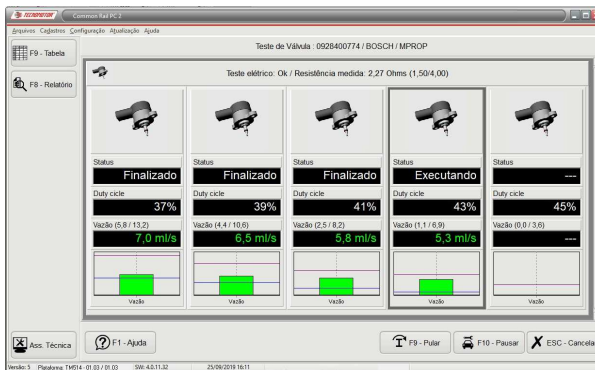 TECNOMOTOR Common Rail PC 2
Arquivos Cadastros Configuração Atualização Ajuda
F9 - Tabela
F8 - Relatório
Teste de Válvula : 0928400774 / BOSCH / MPROP
Teste elétrico: Ok / Resistência medida: 2,27 Ohms (1,50/4,00)
Status Status Status Status Status
Finalizado Finalizado Finalizado Executando ---
Duty cicle Duty cicle Duty cicle Duty cicle Duty cicle
37% 39% 41% 43% 45%
Vazão (5,8 / 13,2) Vazão (4,4 / 10,6) Vazão (2,5 / 8,2) Vazão (1,1 / 6,9) Vazão (0,0 / 3,6)
7,0 ml/s 6,5 ml/s 5,8 ml/s 5,3 ml/s ---
Vazão Vazão Vazão Vazão Vazão
Ass. Técnica
F1 - Ajuda
F9 - Pular
F10 - Pausar
ESC - Cancela
Versão: 5 Plataforma: TM514 - 01.03 / 01.03 SW: 4.0.11.32 25/09/2019 16:11